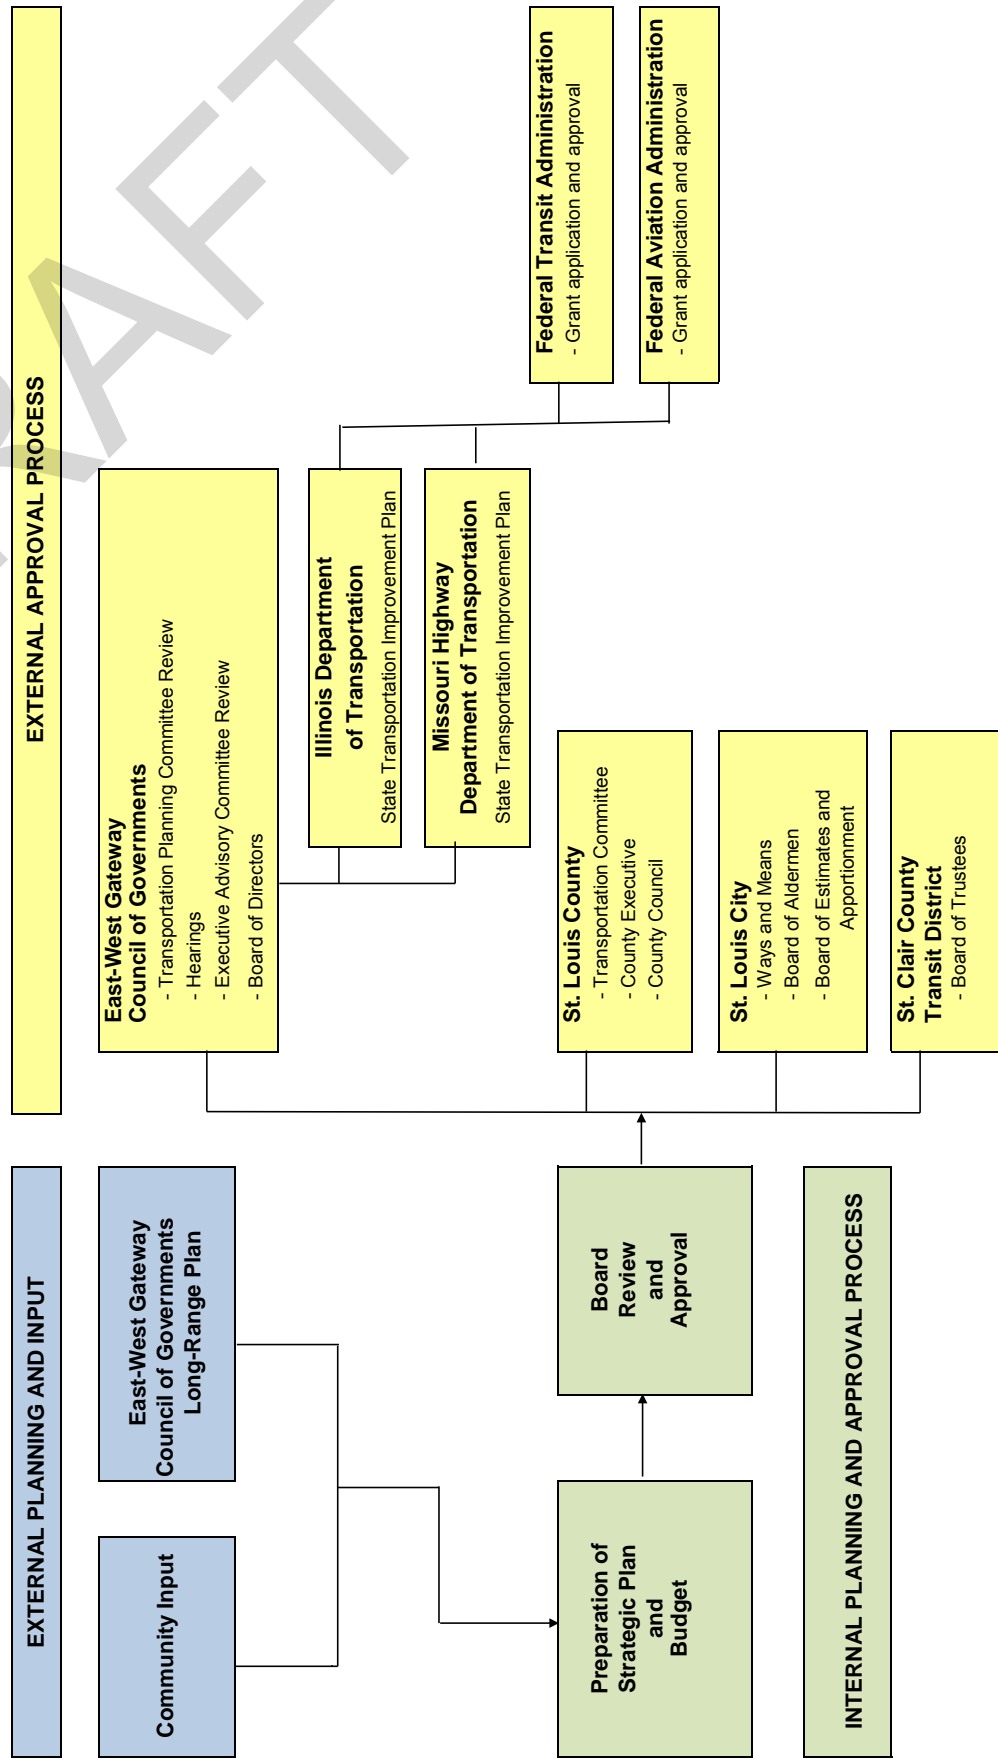 EXTERNAL PLANNING AND INPUT
EXTERNAL APPROVAL PROCESS
Community Input
East-West Gateway
Council of Governments
Long-Range Plan
Preparation of
Strategic Plan
and
Budget
Board
Review
and
Approval
INTERNAL PLANNING AND APPROVAL PROCESS
East-West Gateway
Council of Governments
- Transportation Planning Committee Review
- Hearings
- Executive Advisory Committee Review
- Board of Directors
Illinois Department
of Transportation
State Transportation Improvement Plan
Missouri Highway
Department of Transportation
State Transportation Improvement Plan
St. Louis County
- Transportation Committee
- County Executive
- County Council
St. Louis City
- Ways and Means
- Board of Aldermen
- Board of Estimates and
Apportionment
St. Clair County
Transit District
- Board of Trustees
Federal Transit Administration
- Grant application and approval
Federal Aviation Administration
- Grant application and approval
RAFT